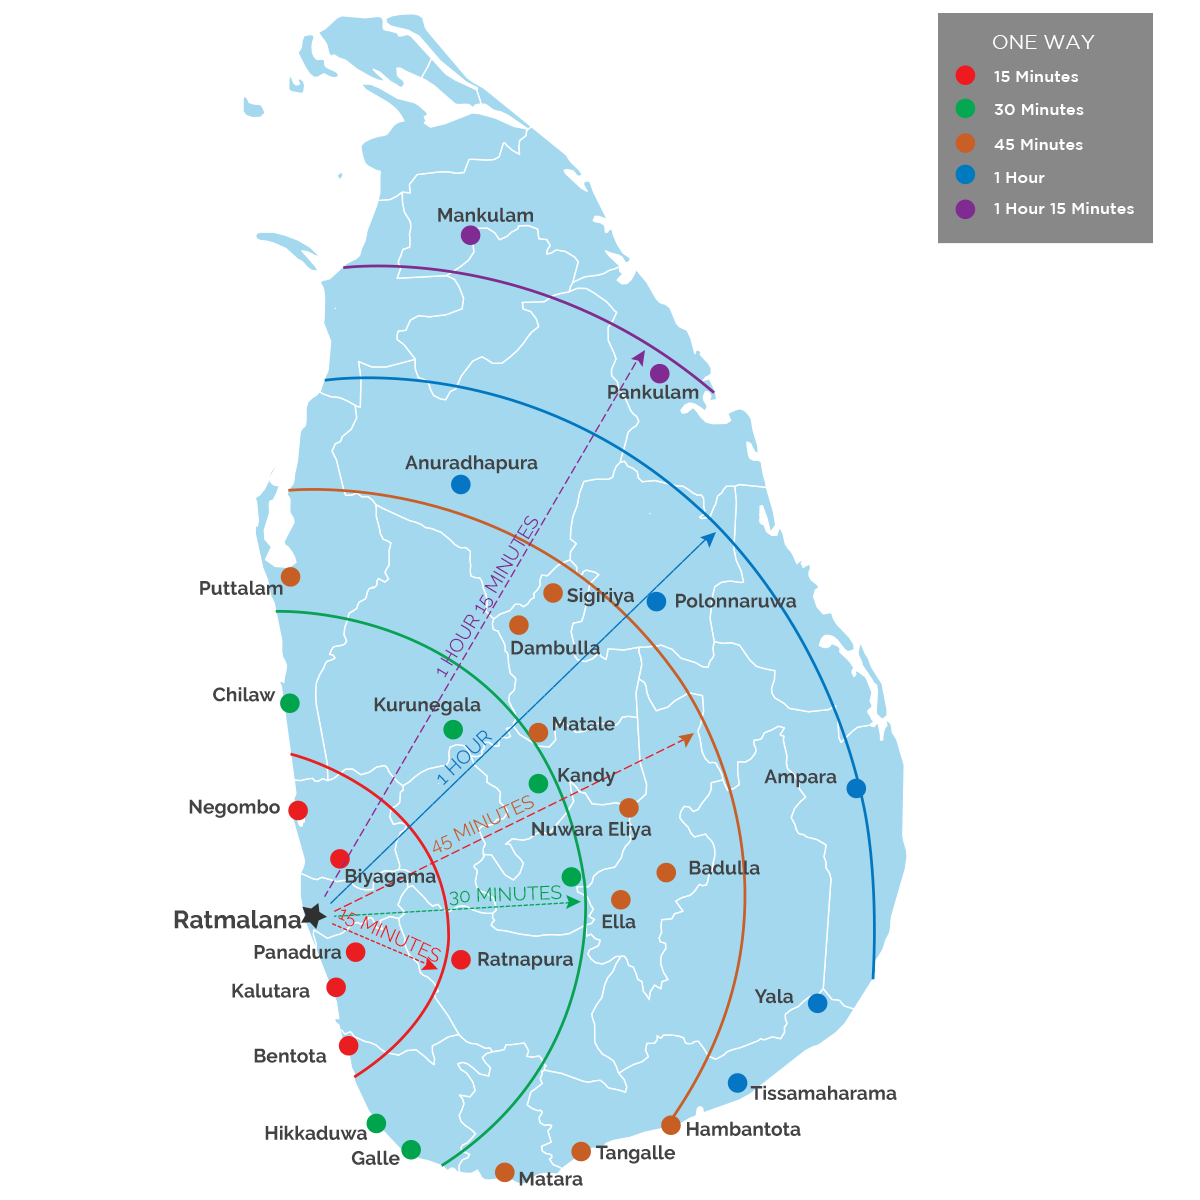 ONE WAY
15 Minutes
30 Minutes
45 Minutes
1 Hour
1 Hour 15 Minutes
Mankulam
Pankulam
Anuradhapura
1 HOUR 15 MINUTES
Puttalam
Sigiriya
Polonnaruwa
Dambulla
Chilaw
Kurunegala
Matale
1 HOUR
Kandy
Ampara
Negombo
45 MINUTES
Nuwara Eliya
Biyagama
Badulla
30 MINUTES
Ratmalana
15 MINUTES
Ella
Panadura
Ratnapura
Kalutara
Yala
Bentota
Tissamaharama
Hikkaduwa
Hambantota
Galle
Tangalle
Matara